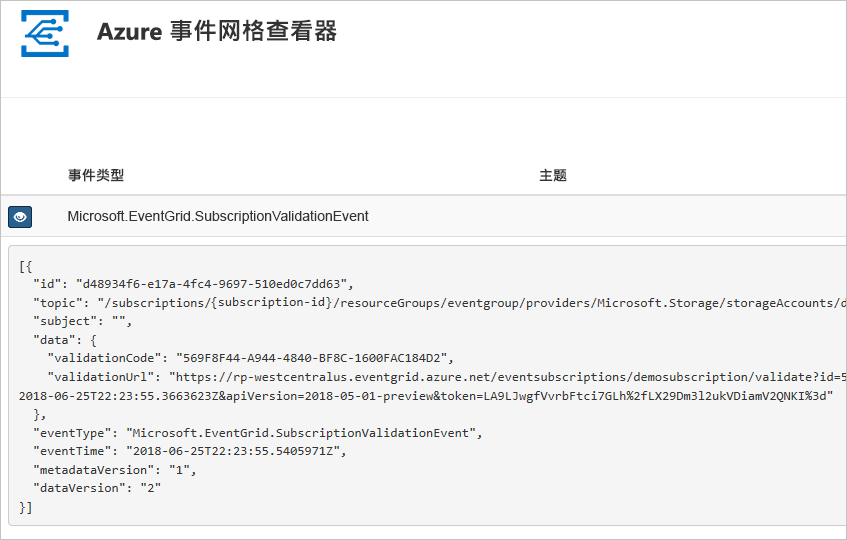 Azure 事件网格查看器
事件类型 主题
Microsoft.EventGrid.SubscriptionValidationEvent
[{
"id": "d48934f6-e17a-4fc4-9697-510ed0c7dd63",
"topic": "/subscriptions/{subscription-id}/resourceGroups/eventgroup/providers/Microsoft.Storage/storageAccounts/d
"subject": "",
"data": {
"validationCode": "569F8F44-A944-4840-BF8C-1600FAC184D2",
"validationUrl": "https://rp-westcentralus.eventgrid.azure.net/eventsubscriptions/demosubscription/validate?id=5
2018-06-25T22:23:55.3663623Z&apiVersion=2018-05-01-preview&token=LA9LJwgfVvrbFtci7GLh%2fLX29Dm3l2ukVDiamV2QNKI%3d"
},
"eventType": "Microsoft.EventGrid.SubscriptionValidationEvent",
"eventTime": "2018-06-25T22:23:55.5405971Z",
"metadataVersion": "1",
"dataVersion": "2"
}]